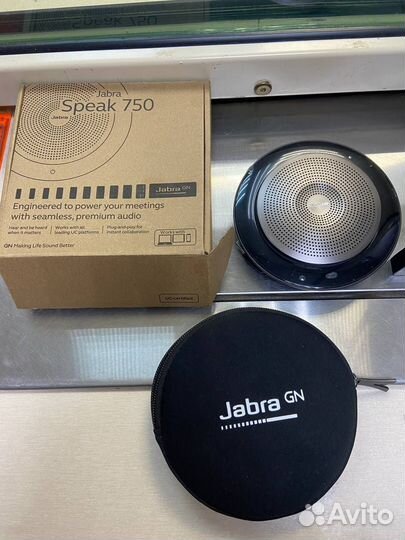 Jabra
Speak 750
Jabra
Jabra GN
Engineered to power your meetings
with seamless, premium audio
Hear and be heard
when it matters
Works with all
leading UC platforms
Plug-and-play for
instant collaboration
Works with
GN Making Life Sound Better
UC-certified
Jabra GN
Avito